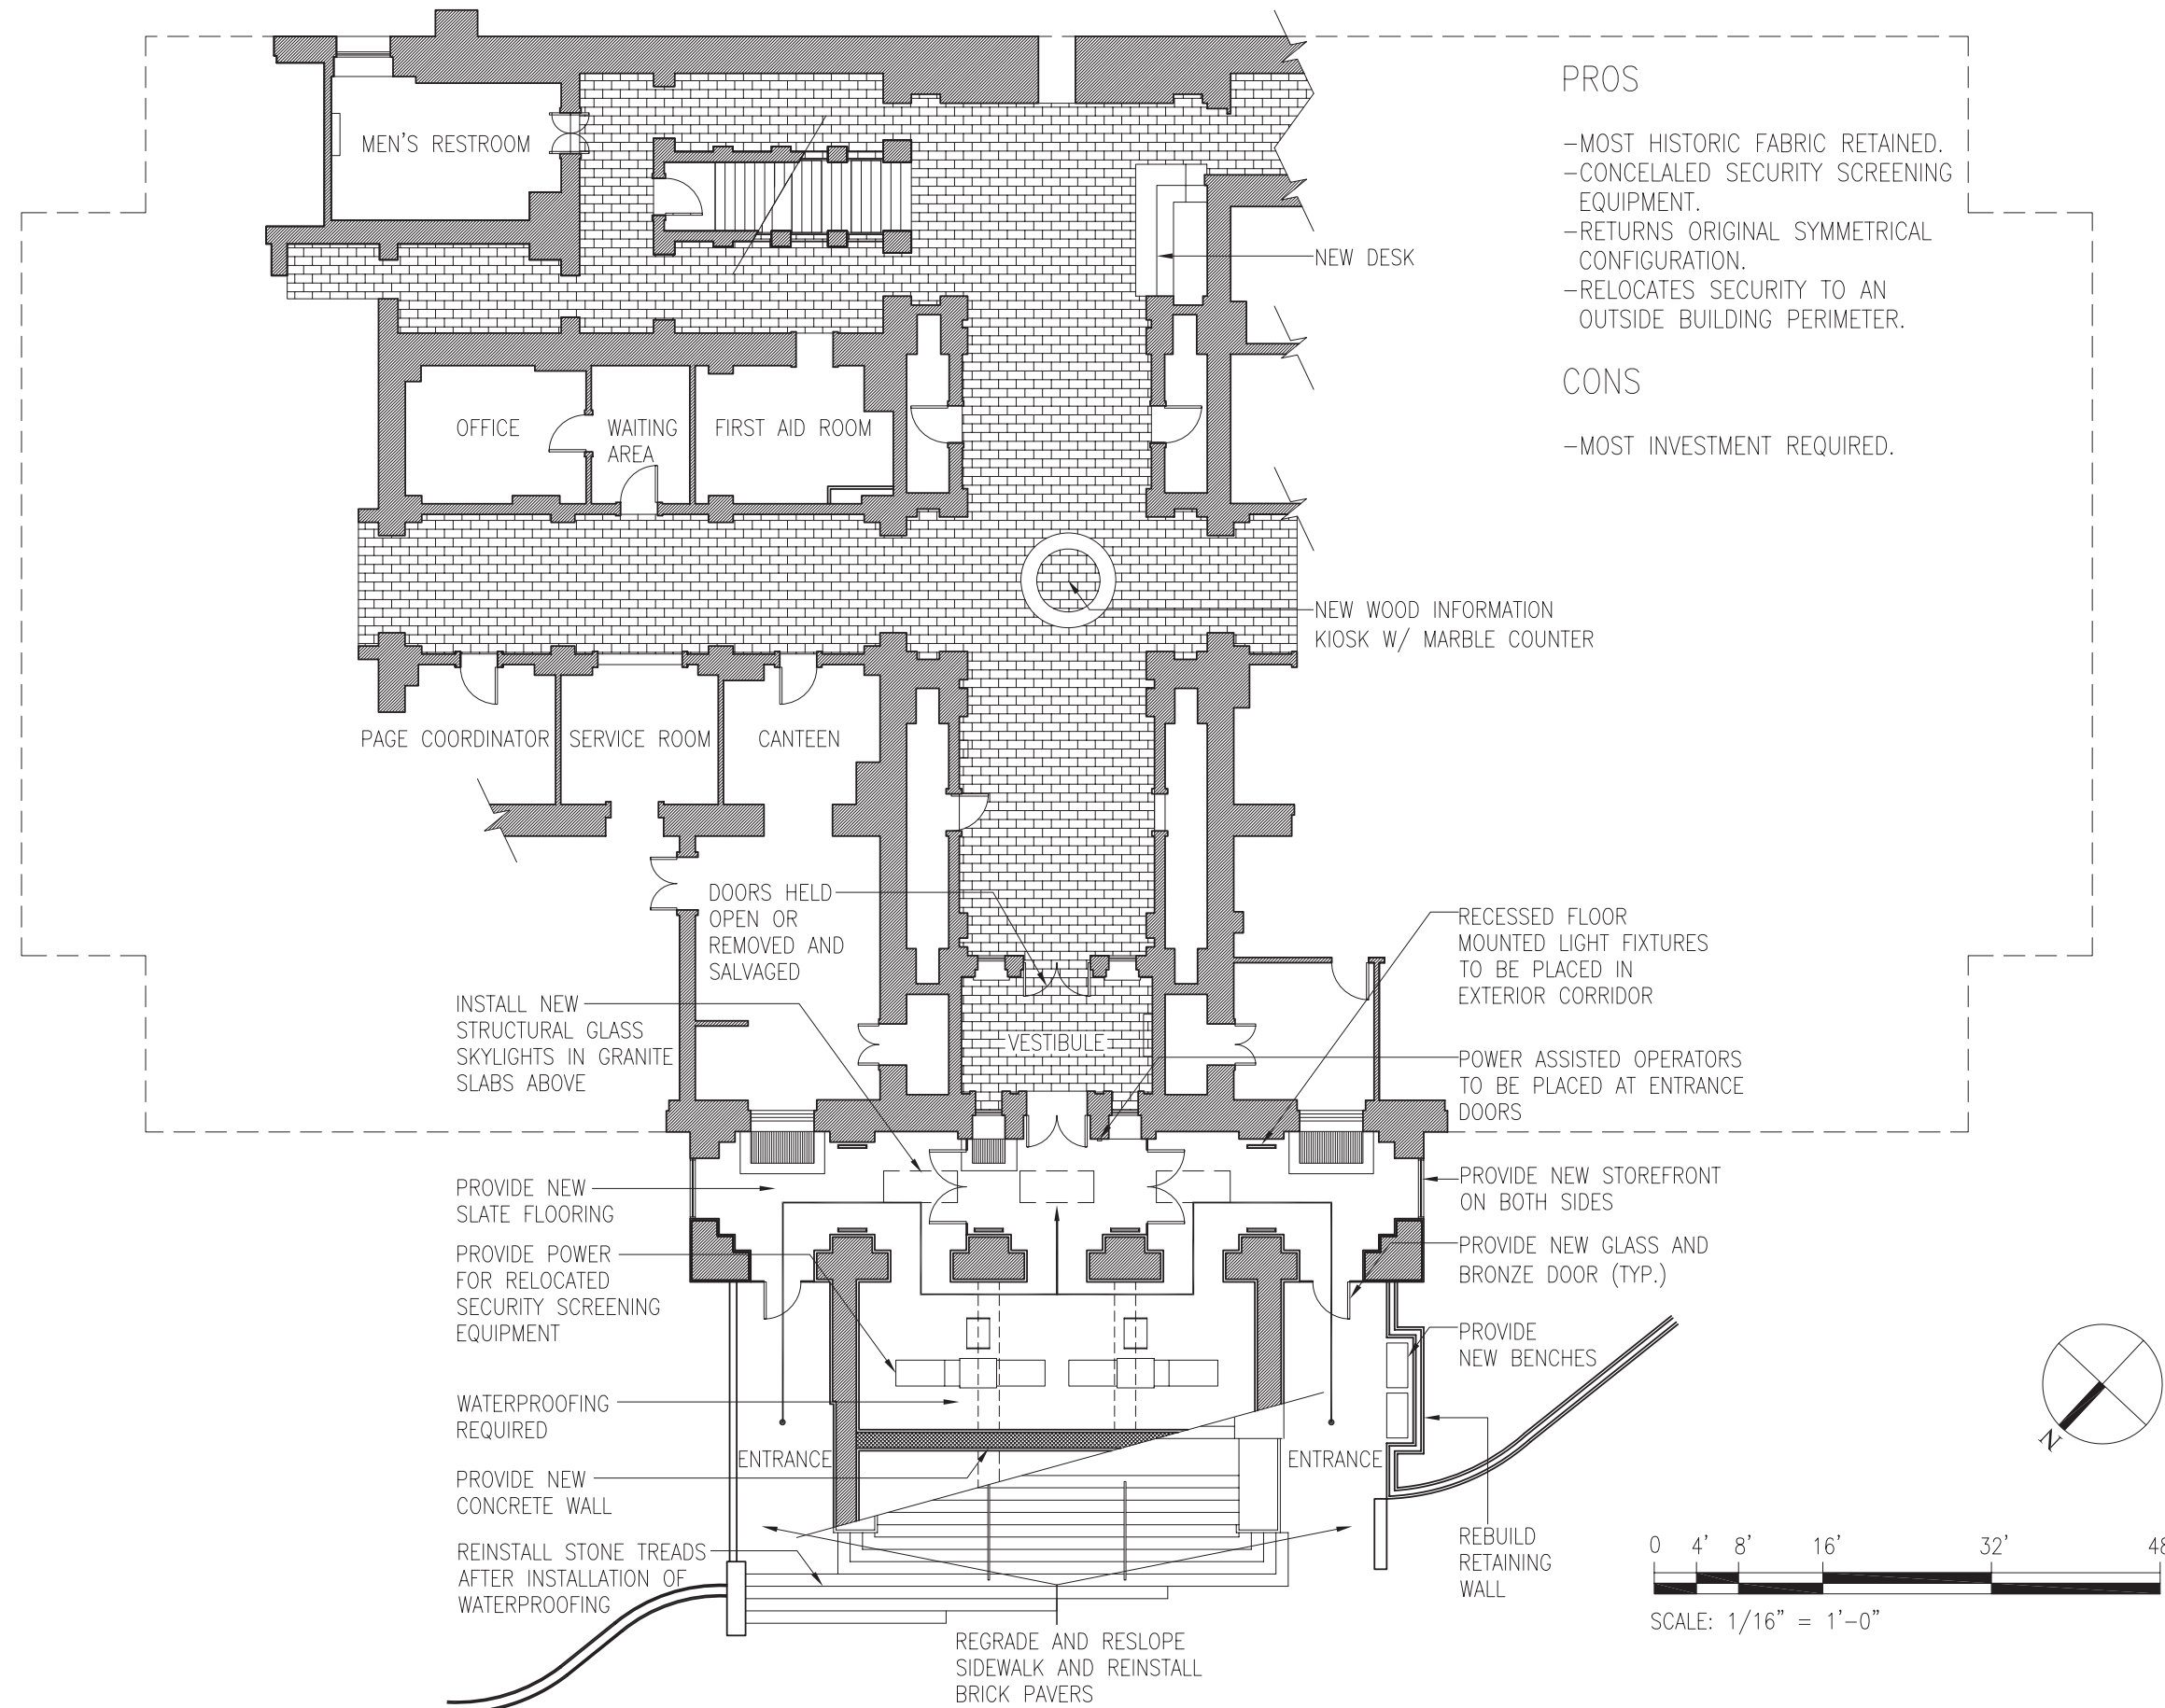 PROS
-MOST HISTORIC FABRIC RETAINED.
-CONCELALED SECURITY SCREENING
EQUIPMENT.
-RETURNS ORIGINAL SYMMETRICAL
CONFIGURATION.
-RELOCATES SECURITY TO AN
OUTSIDE BUILDING PERIMETER.
CONS
-MOST INVESTMENT REQUIRED.
MEN'S RESTROOM
NEW DESK
OFFICE
WAITING
AREA
FIRST AID ROOM
NEW WOOD INFORMATION
KIOSK W/ MARBLE COUNTER
PAGE COORDINATOR
SERVICE ROOM
CANTEEN
DOORS HELD
OPEN OR
REMOVED AND
SALVAGED
RECESSED FLOOR
MOUNTED LIGHT FIXTURES
TO BE PLACED IN
EXTERIOR CORRIDOR
INSTALL NEW
STRUCTURAL GLASS
SKYLIGHTS IN GRANITE
SLABS ABOVE
VESTIBULE
POWER ASSISTED OPERATORS
TO BE PLACED AT ENTRANCE
DOORS
PROVIDE NEW
SLATE FLOORING
PROVIDE NEW STOREFRONT
ON BOTH SIDES
PROVIDE POWER
FOR RELOCATED
SECURITY SCREENING
EQUIPMENT
PROVIDE NEW GLASS AND
BRONZE DOOR (TYP.)
PROVIDE
NEW BENCHES
WATERPROOFING
REQUIRED
ENTRANCE
ENTRANCE
PROVIDE NEW
CONCRETE WALL
REINSTALL STONE TREADS
AFTER INSTALLATION OF
WATERPROOFING
REBUILD
RETAINING
WALL
REGRADE AND RESLOPE
SIDEWALK AND REINSTALL
BRICK PAVERS
N
0 4' 8' 16' 32' 48
SCALE: 1/16" = 1'-0"